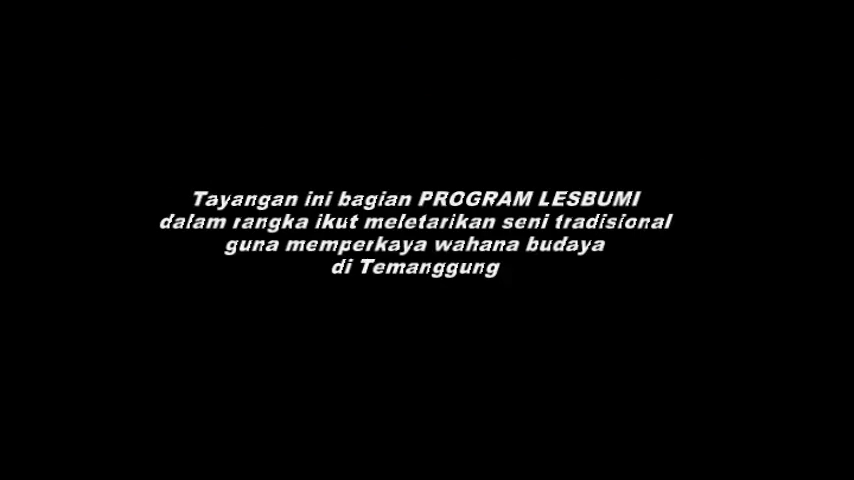 Tayangan ini bagian PROGRAM LESBUMI
dalam rangka ikut meletarikan seni tradisional
guna memperkaya wahana budaya
di Temanggung